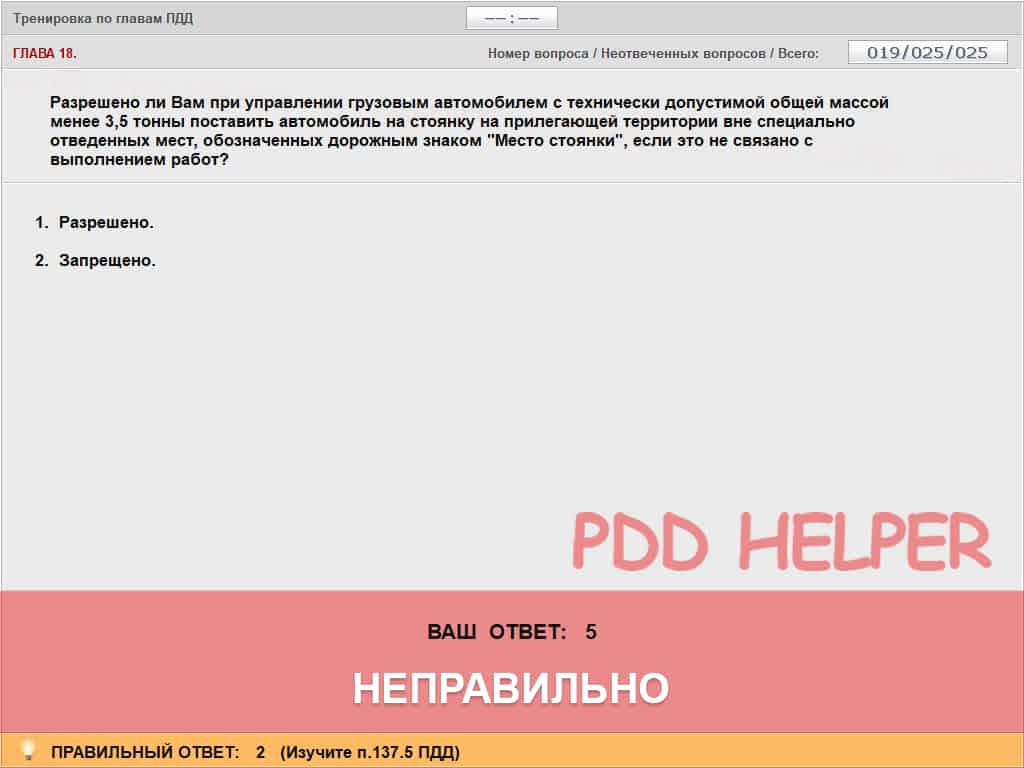 Тренировка по главам ПДД
–– : ––
ГЛАВА 18.
Номер вопроса / Неотвеченных вопросов / Всего:
019/025/025
Разрешено ли Вам при управлении грузовым автомобилем с технически допустимой общей массой
менее 3,5 тонны поставить автомобиль на стоянку на прилегающей территории вне специально
отведенных мест, обозначенных дорожным знаком "Место стоянки", если это не связано с
выполнением работ?
1. Разрешено.
2. Запрещено.
PDD HELPER
ВАШ ОТВЕТ: 5
НЕПРАВИЛЬНО
ПРАВИЛЬНЫЙ ОТВЕТ: 2 (Изучите п.137.5 ПДД)